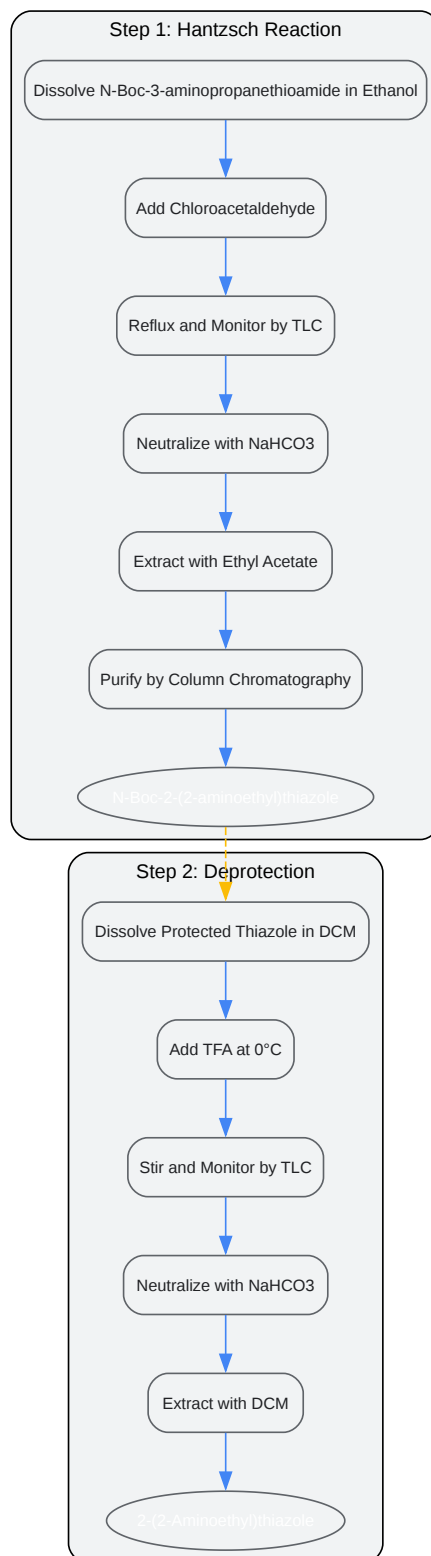 Step 1: Hantzsch Reaction
Dissolve N-Boc-3-aminopropanethioamide in Ethanol
Add Chloroacetaldehyde
Reflux and Monitor by TLC
Neutralize with NaHCO3
Extract with Ethyl Acetate
Purify by Column Chromatography
N-Boc-2-(2-aminoethyl)thiazole
Step 2: Deprotection
Dissolve Protected Thiazole in DCM
Add TFA at 0°C
Stir and Monitor by TLC
Neutralize with NaHCO3
Extract with DCM
2-(2-Aminoethyl)thiazole